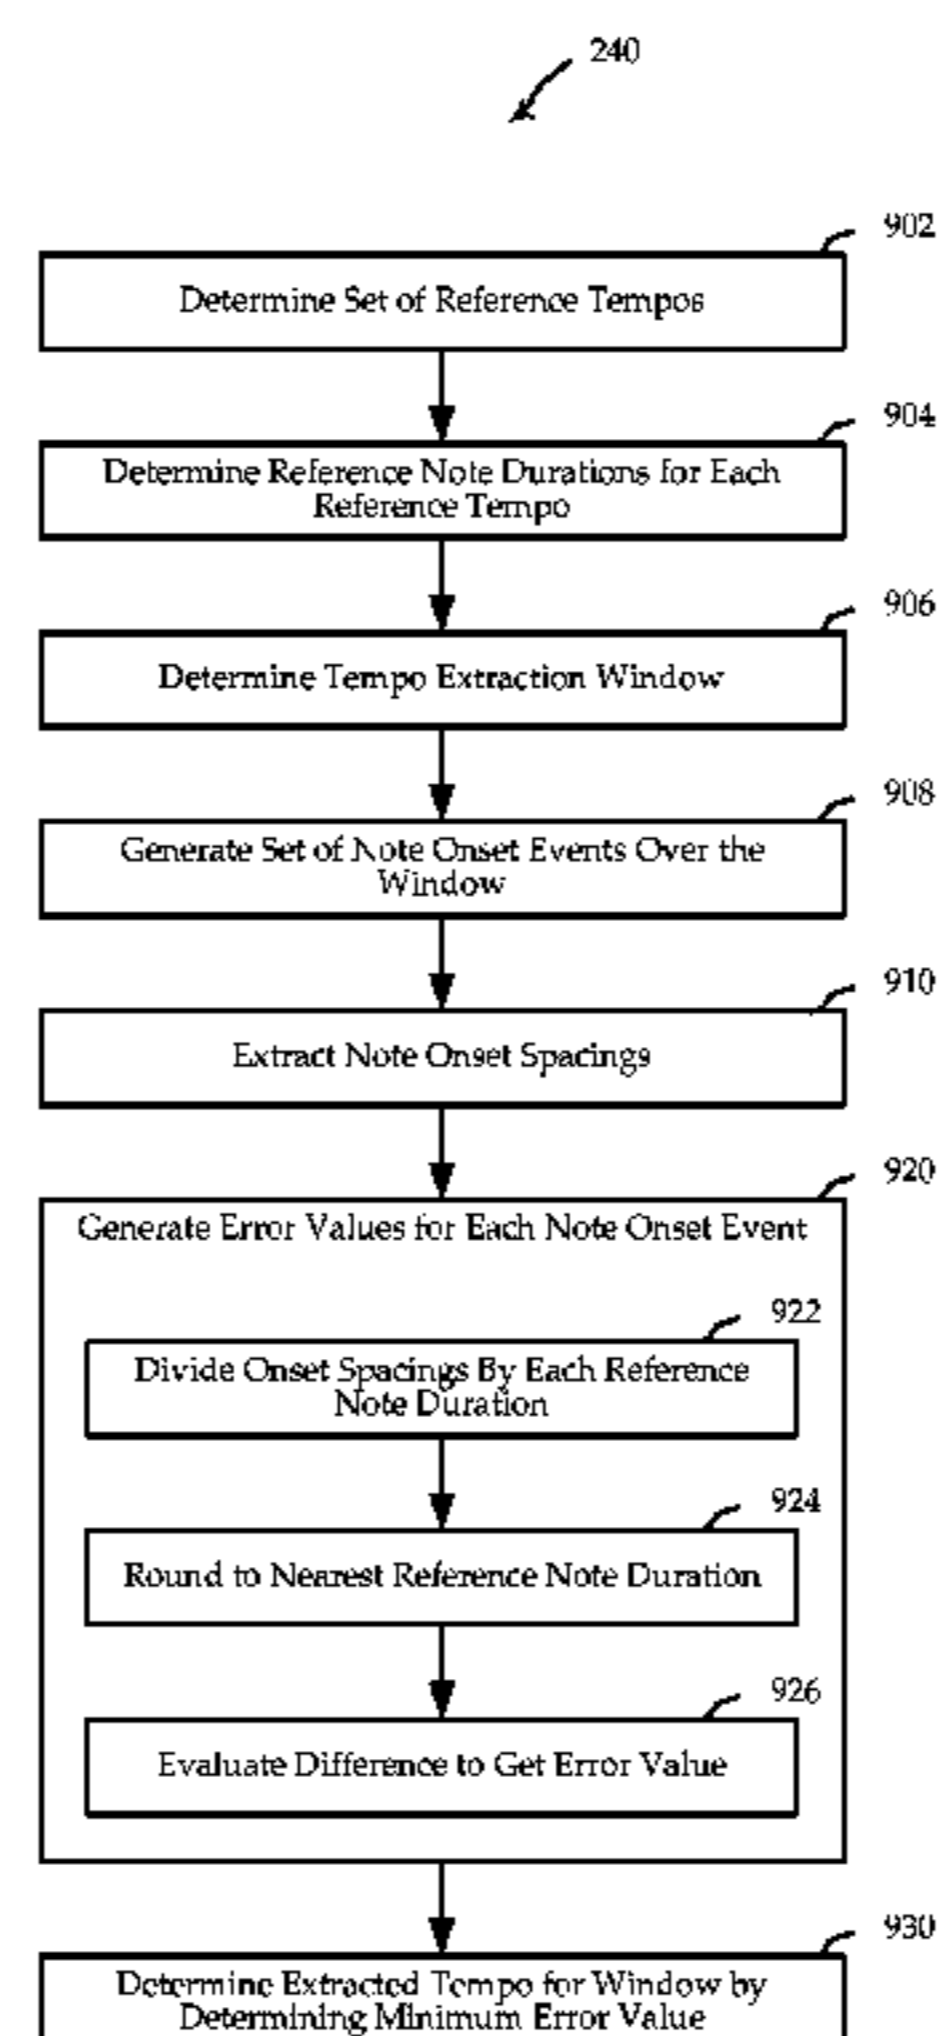 240
902
Determine Set of Reference Tempos
904
Determine Reference Note Durations for Each
Reference Tempo
906
Determine Tempo Extraction Window
908
Generate Set of Note Onset Events Over the
Window
910
Extract Note Onset Spacings
920
Generate Error Values for Each Note Onset Event
922
Divide Onset Spacings By Each Reference
Note Duration
924
Round to Nearest Reference Note Duration
926
Evaluate Difference to Get Error Value
930
Determine Extracted Tempo for Window by
Determining Minimum Error Value